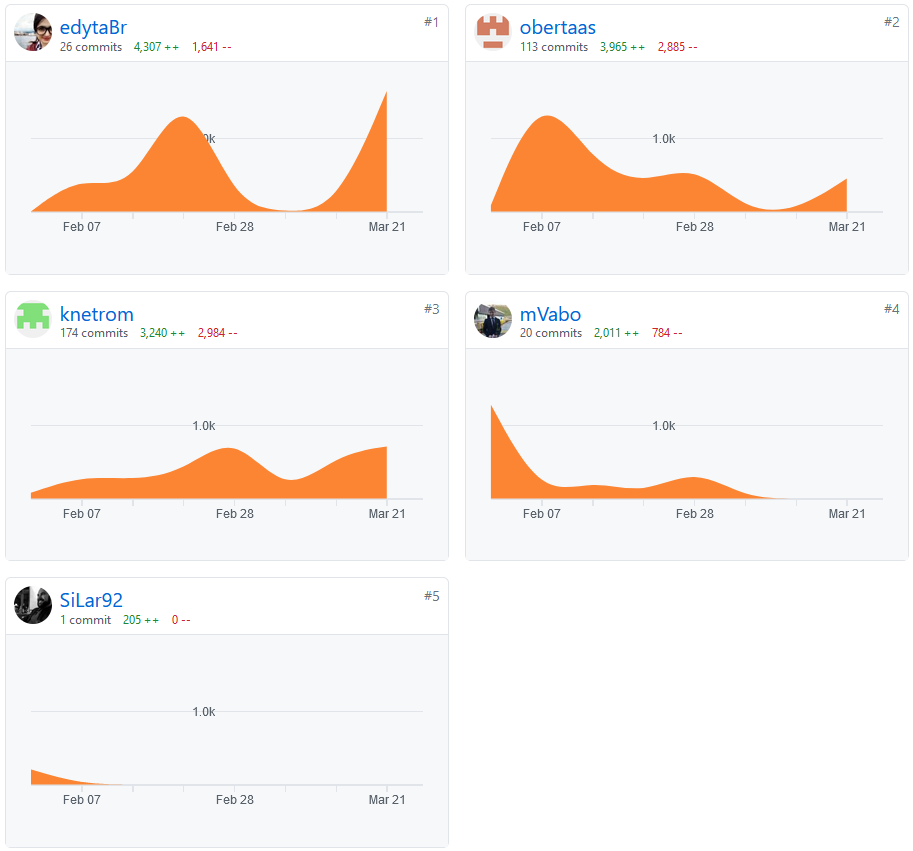 edytaBr #1
26 commits 4,307 ++ 1,641 --
0k
Feb 07 Feb 28 Mar 21
obertaas #2
113 commits 3,965 ++ 2,885 --
1.0k
Feb 07 Feb 28 Mar 21
knetrom #3
174 commits 3,240 ++ 2,984 --
1.0k
Feb 07 Feb 28 Mar 21
mVabo #4
20 commits 2,011 ++ 784 --
1.0k
Feb 07 Feb 28 Mar 21
SiLar92 #5
1 commit 205 ++ 0 --
1.0k
Feb 07 Feb 28 Mar 21